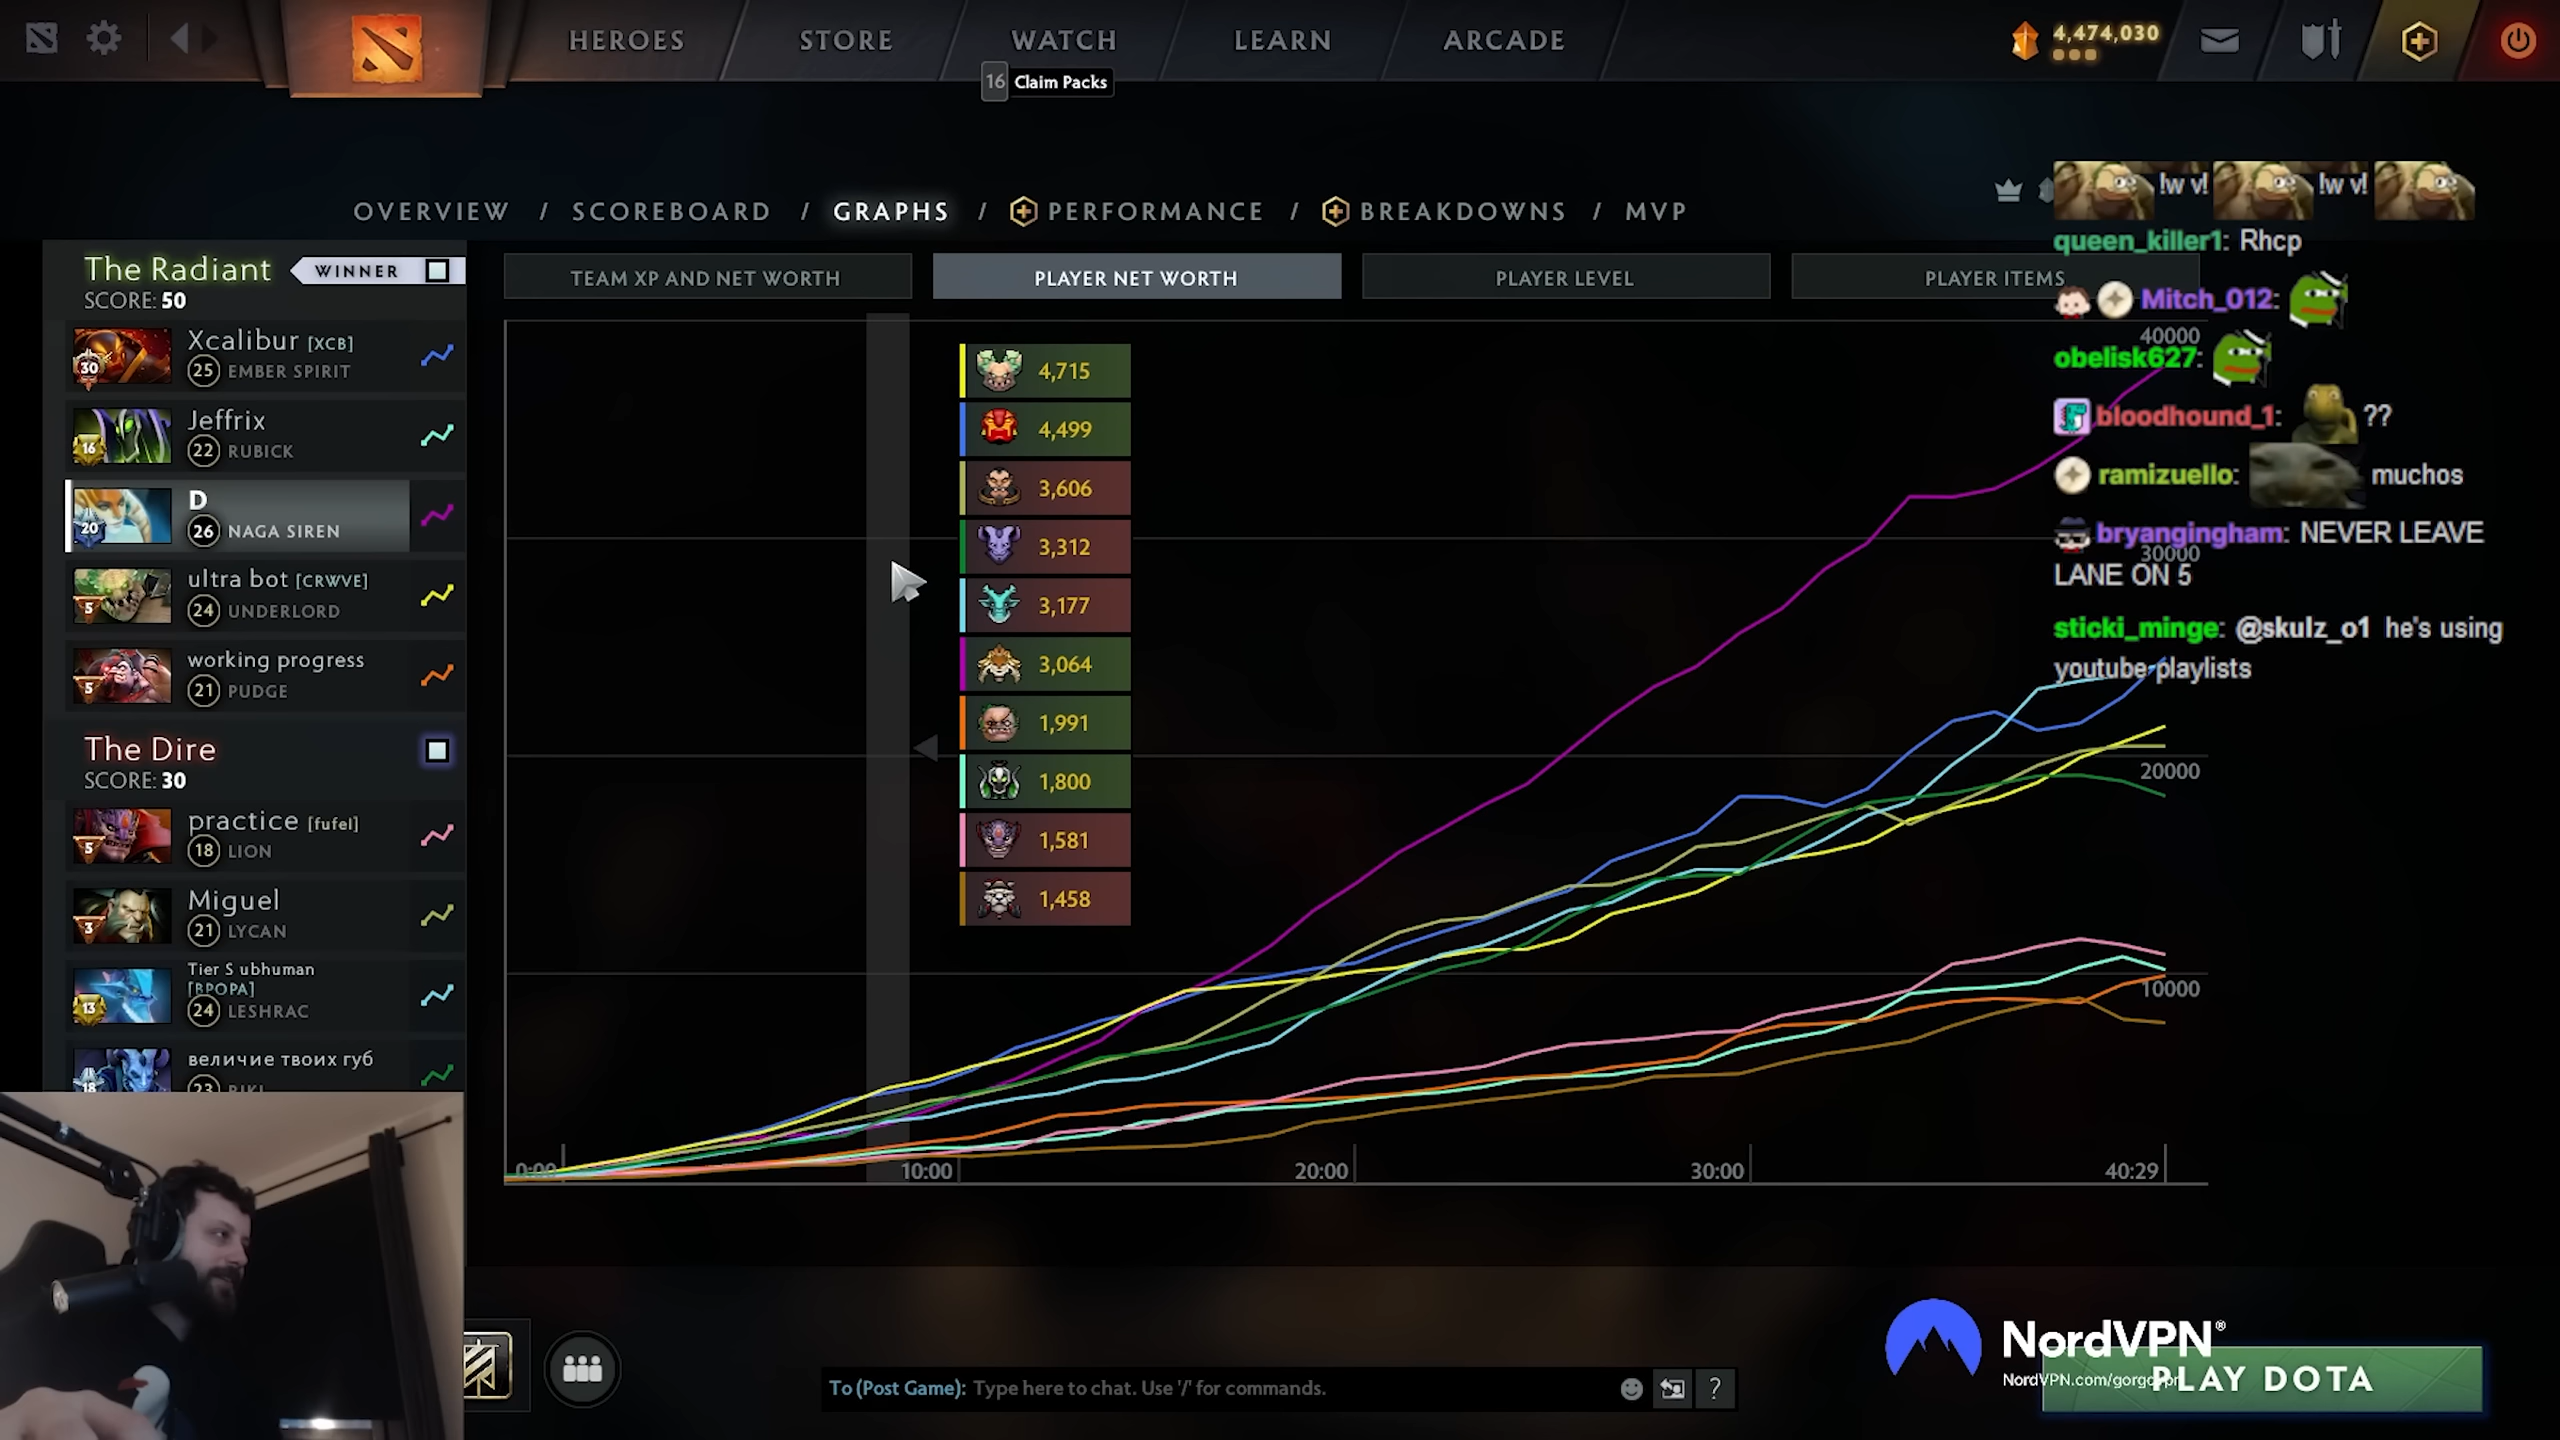 HEROES
STORE
WATCH
LEARN
ARCADE
4,474,030
16 Claim Packs
OVERVIEW / SCOREBOARD / GRAPHS / PERFORMANCE / BREAKDOWNS / MVP
The Radiant
WINNER
SCORE: 50
30
Xcalibur [XCB]
25 EMBER SPIRIT
16
Jeffrix
22 RUBICK
20
D
26 NAGA SIREN
5
ultra bot [CRWVE]
24 UNDERLORD
5
working progress
21 PUDGE
The Dire
SCORE: 30
5
practice [fufel]
18 LION
3
Miguel
21 LYCAN
13
Tier S ubhuman
[BPOPA]
24 LESHRAC
18
величие твоих губ
23 RIKI
TEAM XP AND NET WORTH
PLAYER NET WORTH
PLAYER LEVEL
PLAYER ITEMS
4,715
4,499
3,606
3,312
3,177
3,064
1,991
1,800
1,581
1,458
40000
30000
20000
10000
0:00
10:00
20:00
30:00
40:29
!w v! !w v!
queen_killer1: Rhcp
Mitch_012:
obelisk627:
bloodhound_1: ??
ramizuello: muchos
bryangingham: NEVER LEAVE
LANE ON 5
sticki_minge: @skulz_o1 he's using
youtube playlists
To (Post Game): Type here to chat. Use '/' for commands.
?
NordVPN®
PLAY DOTA